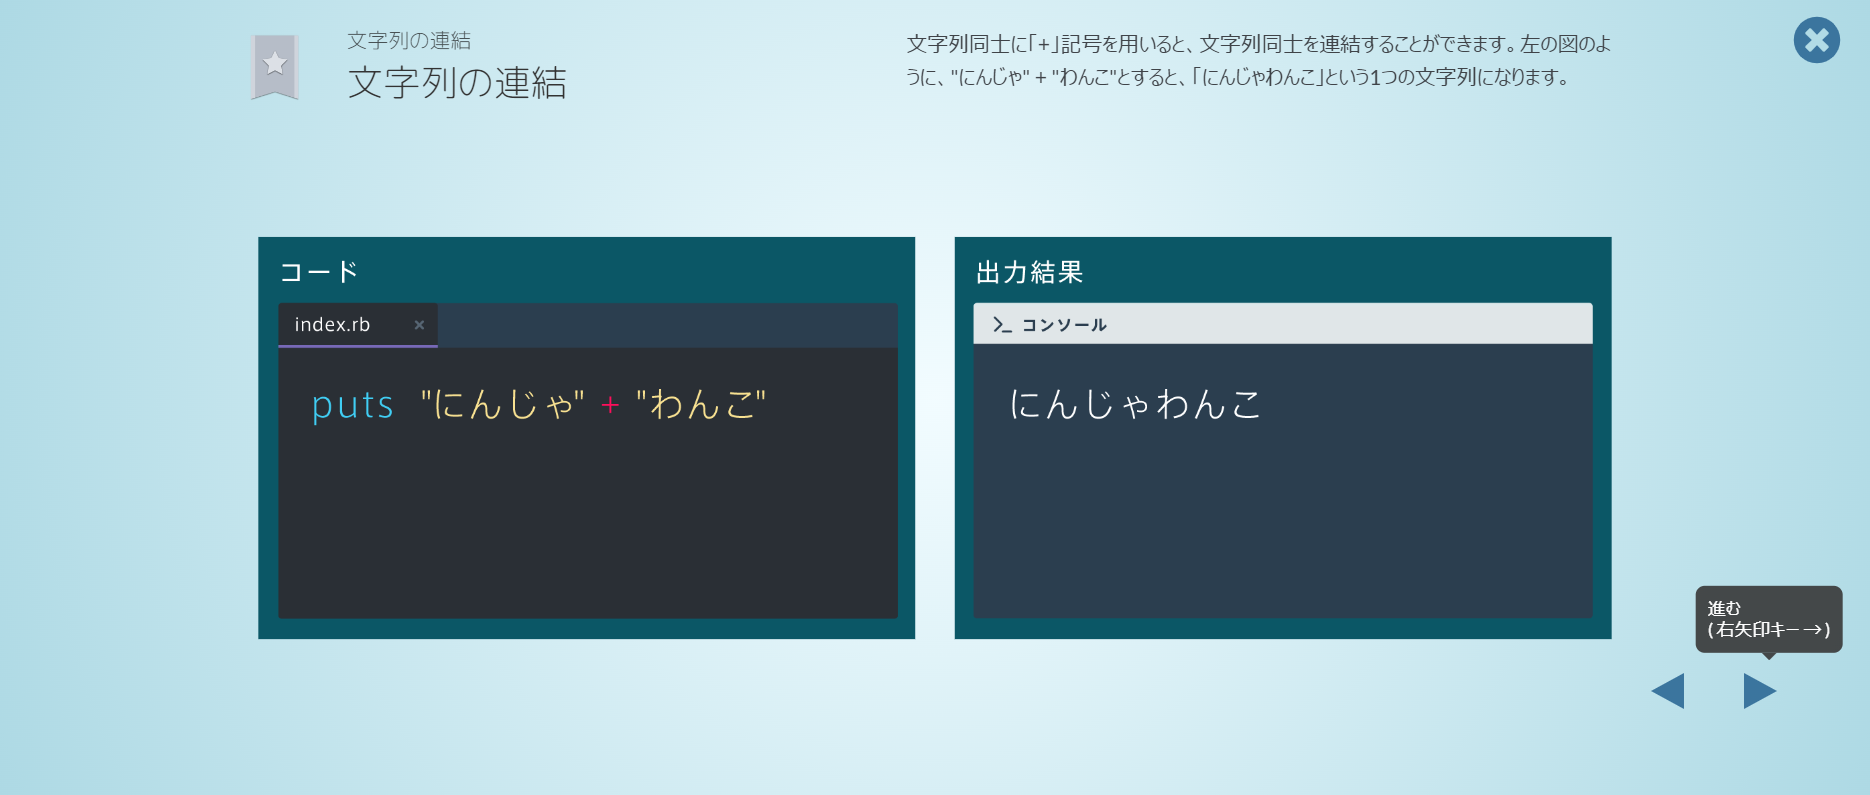 文字列の連結
文字列の連結
文字列同士に「+」記号を用いると、文字列同士を連結することができます。左の図のよ
うに、"にんじゃ" + "わんこ"とすると、「にんじゃわんこ」という1つの文字列になります。
コード
index.rb ×
puts "にんじゃ" + "わんこ"
出力結果
>_ コンソール
にんじゃわんこ
進む
(右矢印キー→)